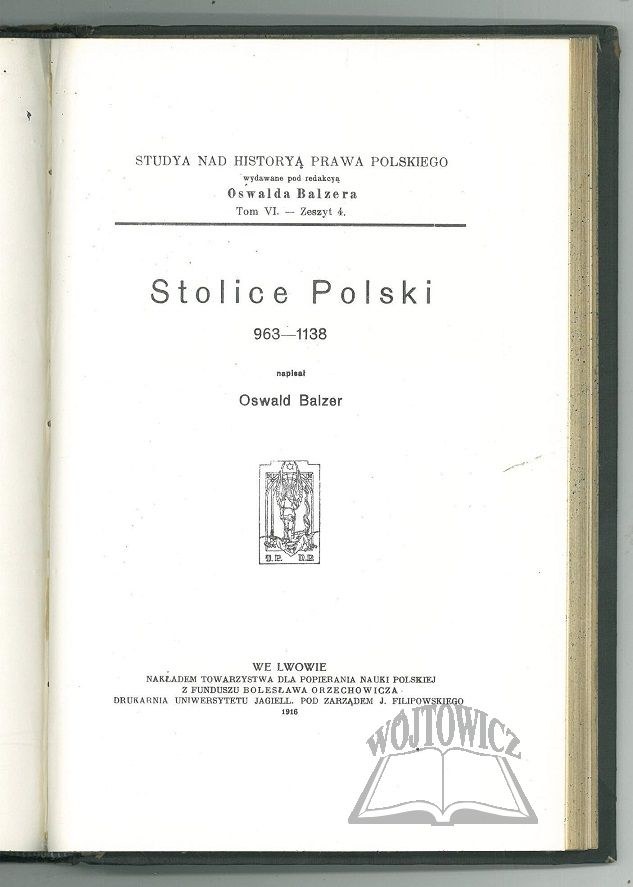 STUDYA NAD HISTORYĄ PRAWA POLSKIEGO
wydawane pod redakcyą
Oswalda Balzera
Tom VI. — Zeszyt 4.
Stolice Polski
963—1138
napisał
Oswald Balzer
WE LWOWIE
NAKŁADEM TOWARZYSTWA DLA POPIERANIA NAUKI POLSKIEJ
Z FUNDUSZU BOLESŁAWA ORZECHOWICZA
DRUKARNIA UNIWERSYTETU JAGIELL. POD ZARZĄDEM J. FILIPOWSKIEGO
1916
WÓJTOWICZ